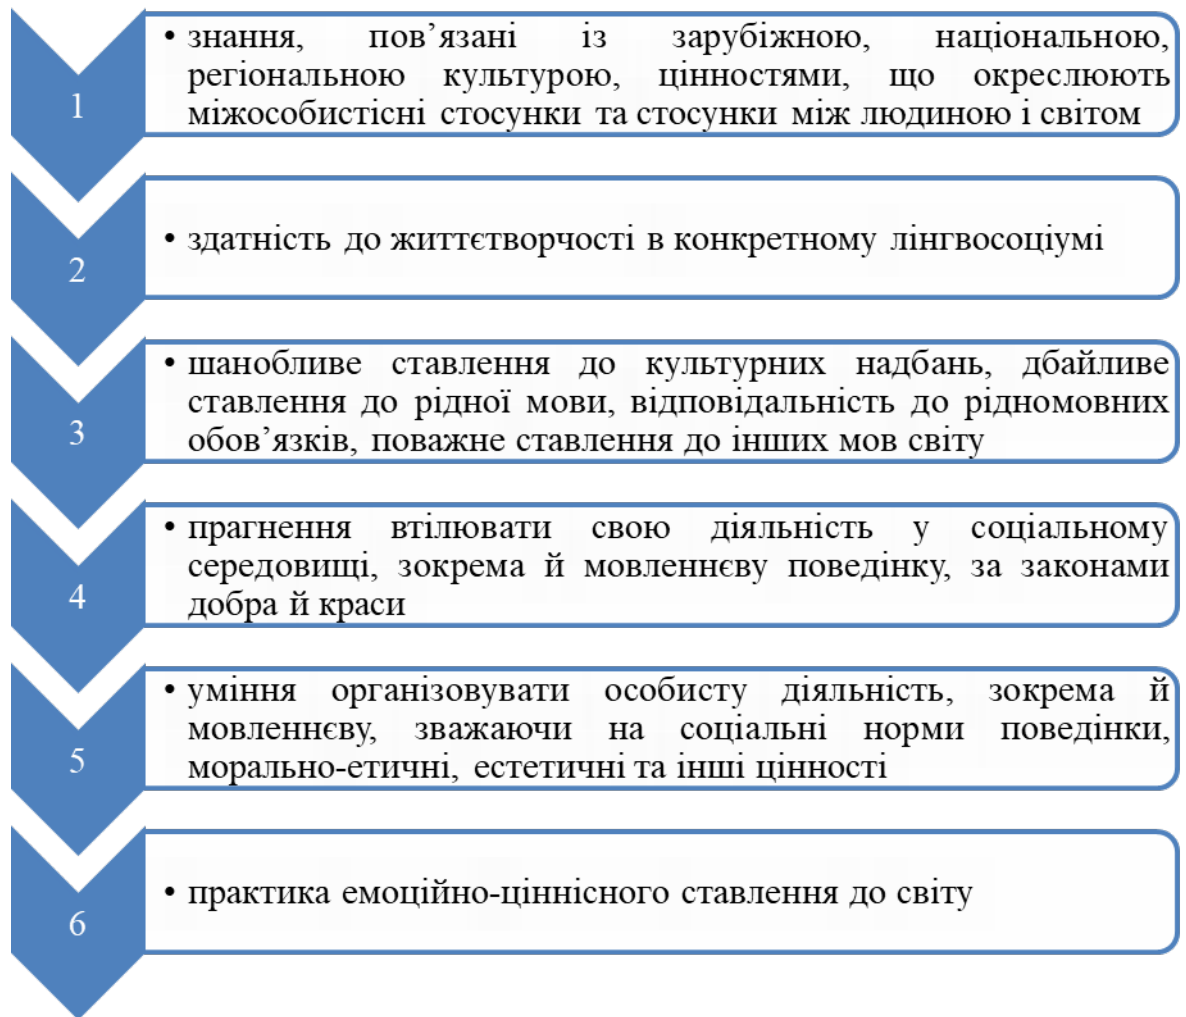 1
• знання, пов’язані із зарубіжною, національною,
регіональною культурою, цінностями, що окреслюють
міжособистісні стосунки та стосунки між людиною і світом
2
• здатність до життєтворчості в конкретному лінгвосоціумі
3
• шанобливе ставлення до культурних надбань, дбайливе
ставлення до рідної мови, відповідальність до рідномовних
обов’язків, поважне ставлення до інших мов світу
4
• прагнення втілювати свою діяльність у соціальному
середовищі, зокрема й мовленнєву поведінку, за законами
добра й краси
5
• уміння організовувати особисту діяльність, зокрема й
мовленнєву, зважаючи на соціальні норми поведінки,
морально-етичні, естетичні та інші цінності
6
• практика емоційно-ціннісного ставлення до світу